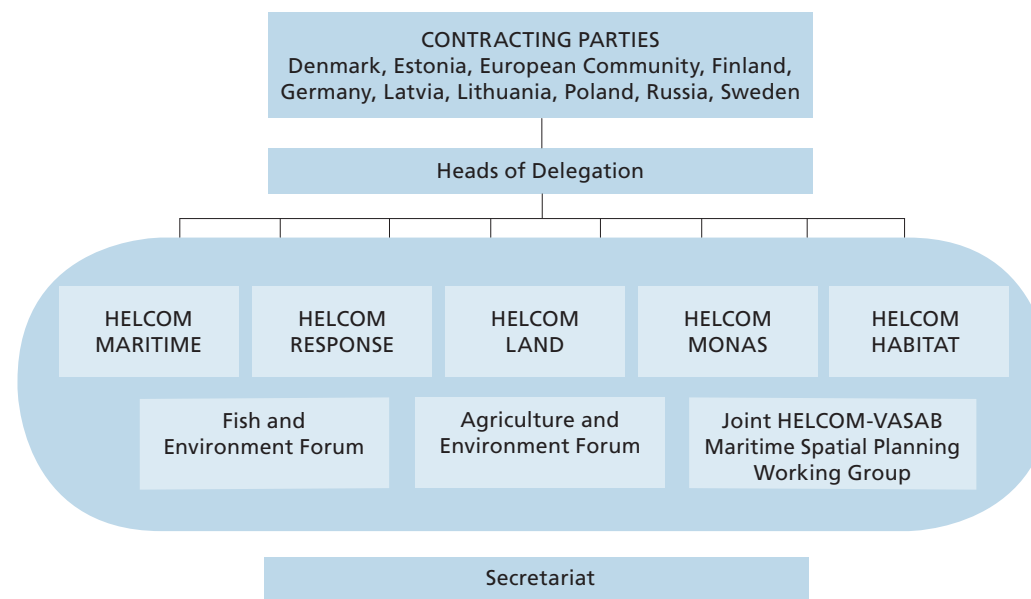 CONTRACTING PARTIES
Denmark, Estonia, European Community, Finland,
Germany, Latvia, Lithuania, Poland, Russia, Sweden
Heads of Delegation
HELCOM
MARITIME
HELCOM
RESPONSE
HELCOM
LAND
HELCOM
MONAS
HELCOM
HABITAT
Fish and
Environment Forum
Agriculture and
Environment Forum
Joint HELCOM-VASAB
Maritime Spatial Planning
Working Group
Secretariat